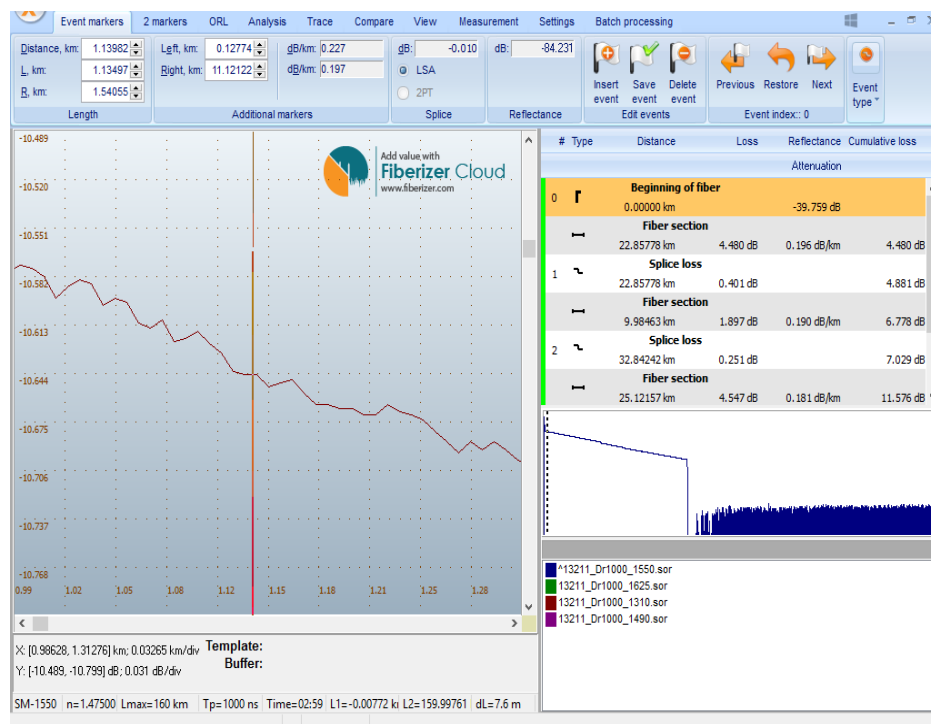 Event markers 2 markers ORL Analysis Trace Compare View Measurement Settings Batch processing
Distance, km: 1.13982
L, km: 1.13497
R, km: 1.54055
Length
Left, km: 0.12774 dB/km: 0.227
Right, km: 11.12122 dB/km: 0.197
Additional markers
dB: -0.010
LSA
2PT
Splice
dB: -84.231
Reflectance
Insert event Save event Delete event
Edit events
Previous Restore Next
Event index:: 0
Event type
-10.489
-10.520
-10.551
-10.582
-10.613
-10.644
-10.675
-10.706
-10.737
-10.768
0.99 1.02 1.05 1.08 1.12 1.15 1.18 1.21 1.25 1.28
Add value with
Fiberizer Cloud
www.fiberizer.com
# Type Distance Loss Reflectance Cumulative loss
Attenuation
Beginning of fiber
0 0.00000 km -39.759 dB
Fiber section
22.85778 km 4.480 dB 0.196 dB/km 4.480 dB
Splice loss
1 22.85778 km 0.401 dB 4.881 dB
Fiber section
9.98463 km 1.897 dB 0.190 dB/km 6.778 dB
Splice loss
2 32.84242 km 0.251 dB 7.029 dB
Fiber section
25.12157 km 4.547 dB 0.181 dB/km 11.576 dB
^13211_Dr1000_1550.sor
13211_Dr1000_1625.sor
13211_Dr1000_1310.sor
13211_Dr1000_1490.sor
X: [0.98628, 1.31276] km; 0.03265 km/div Template:
Y: [-10.489, -10.799] dB; 0.031 dB/div Buffer:
SM-1550 n=1.47500 Lmax=160 km Tp=1000 ns Time=02:59 L1=-0.00772 ki L2=159.99761 dL=7.6 m